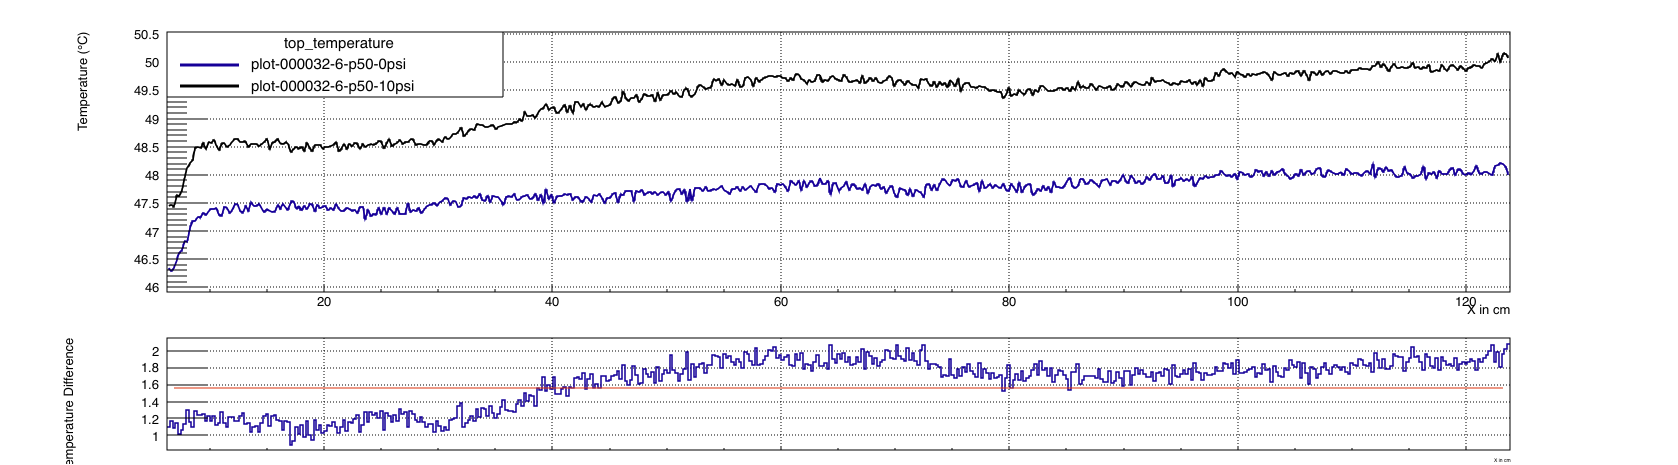 Temperature (°C)
50.5
50
49.5
49
48.5
48
47.5
47
46.5
46
top_temperature
plot-000032-6-p50-0psi
plot-000032-6-p50-10psi
20 40 60 80 100 120
X in cm
emperature Difference
2
1.8
1.6
1.4
1.2
1
X in cm